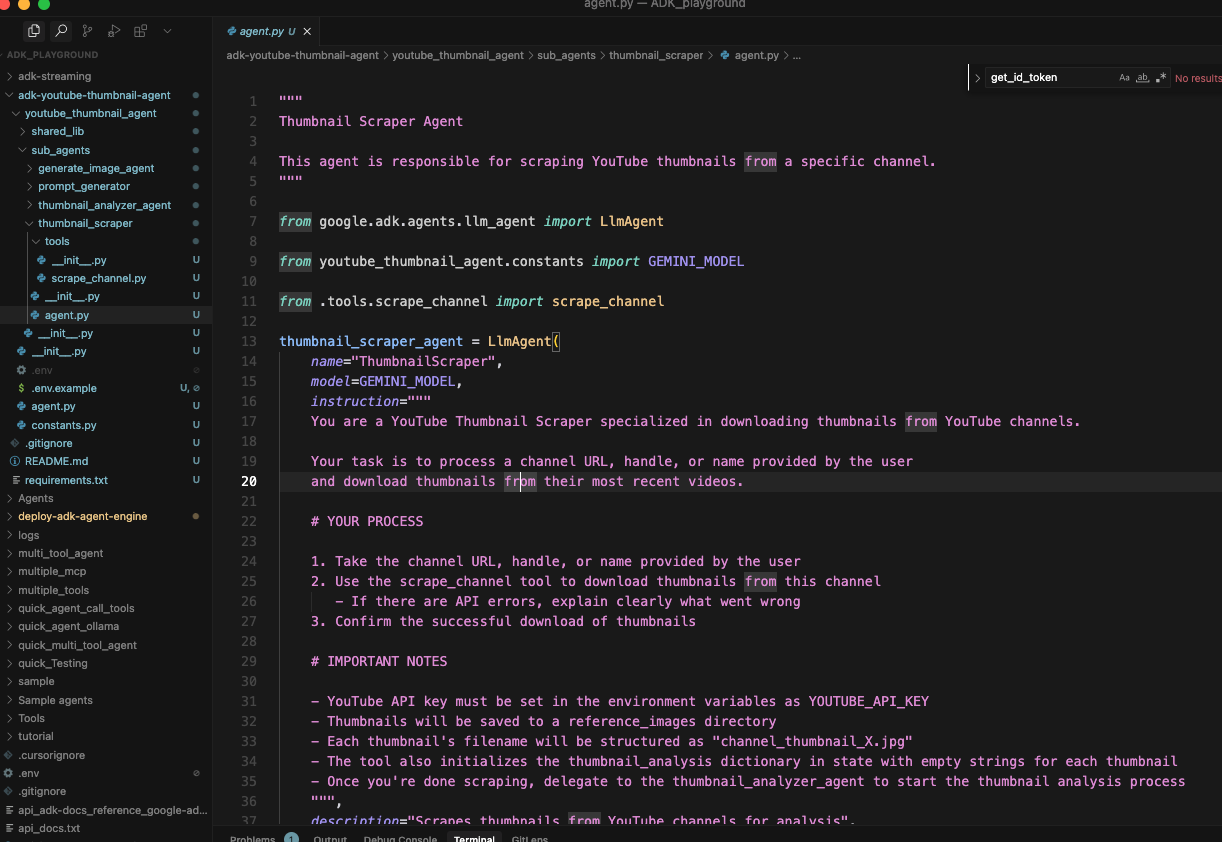 agent.py — ADK_playground
ADK_PLAYGROUND
adk-streaming
adk-youtube-thumbnail-agent
youtube_thumbnail_agent
shared_lib
sub_agents
generate_image_agent
prompt_generator
thumbnail_analyzer_agent
thumbnail_scraper
tools
__init__.py U
scrape_channel.py U
__init__.py U
agent.py U
__init__.py U
__init__.py U
.env
$ .env.example U,
agent.py U
constants.py U
.gitignore U
README.md U
requirements.txt U
Agents
deploy-adk-agent-engine
logs
multi_tool_agent
multiple_mcp
multiple_tools
quick_agent_call_tools
quick_agent_ollama
quick_multi_tool_agent
quick_Testing
sample
Sample agents
Tools
tutorial
.cursorignore
.env
.gitignore
api_adk-docs_reference_google-ad...
api_docs.txt
agent.py U
adk-youtube-thumbnail-agent > youtube_thumbnail_agent > sub_agents > thumbnail_scraper > agent.py > ...
get_id_token Aa ab .* No results
1 """
2 Thumbnail Scraper Agent
3
4 This agent is responsible for scraping YouTube thumbnails from a specific channel.
5 """
6
7 from google.adk.agents.llm_agent import LlmAgent
8
9 from youtube_thumbnail_agent.constants import GEMINI_MODEL
10
11 from .tools.scrape_channel import scrape_channel
12
13 thumbnail_scraper_agent = LlmAgent(
14 name="ThumbnailScraper",
15 model=GEMINI_MODEL,
16 instruction="""
17 You are a YouTube Thumbnail Scraper specialized in downloading thumbnails from YouTube channels.
18
19 Your task is to process a channel URL, handle, or name provided by the user
20 and download thumbnails from their most recent videos.
21
22 # YOUR PROCESS
23
24 1. Take the channel URL, handle, or name provided by the user
25 2. Use the scrape_channel tool to download thumbnails from this channel
26 - If there are API errors, explain clearly what went wrong
27 3. Confirm the successful download of thumbnails
28
29 # IMPORTANT NOTES
30
31 - YouTube API key must be set in the environment variables as YOUTUBE_API_KEY
32 - Thumbnails will be saved to a reference_images directory
33 - Each thumbnail's filename will be structured as "channel_thumbnail_X.jpg"
34 - The tool also initializes the thumbnail_analysis dictionary in state with empty strings for each thumbnail
35 - Once you're done scraping, delegate to the thumbnail_analyzer_agent to start the thumbnail analysis process
36 """,
37 description="Scrapes thumbnails from YouTube channels for analysis",
Problems 1 Output Debug Console Terminal GitLens